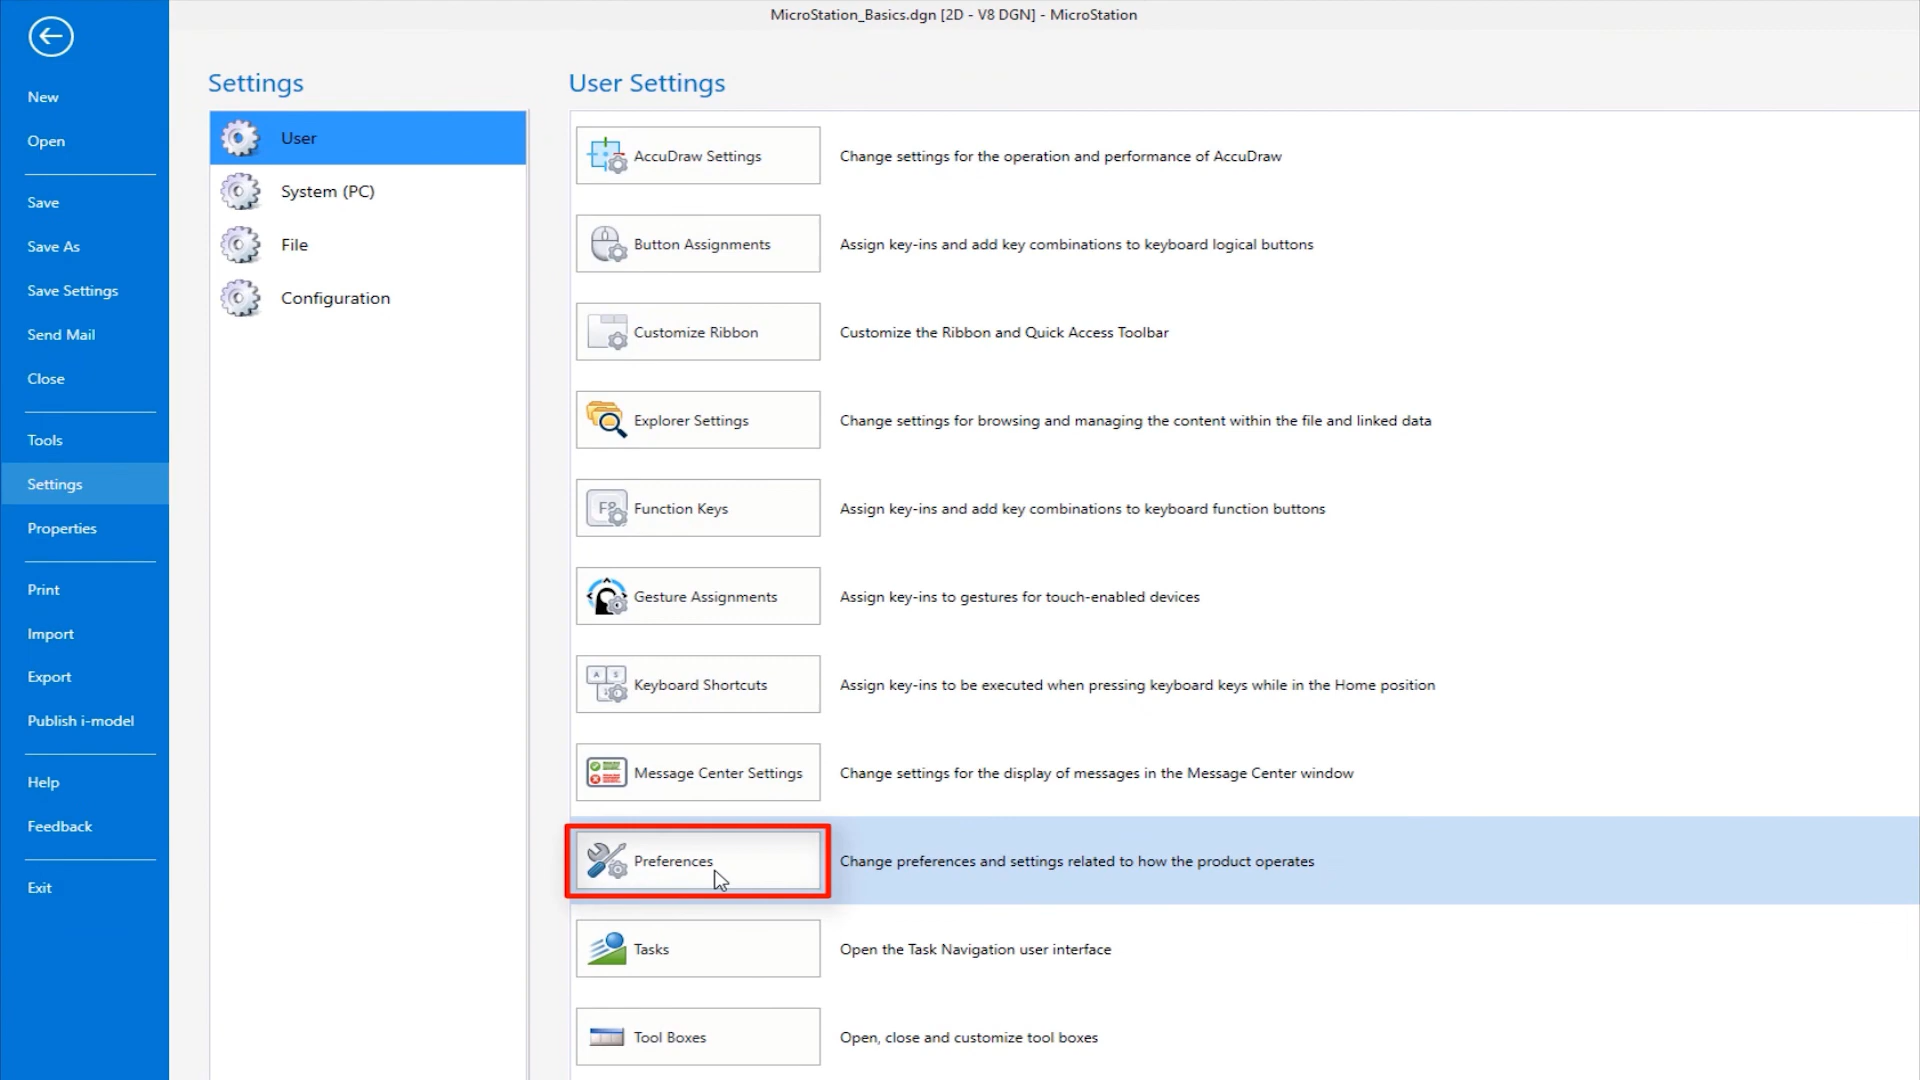 MicroStation_Basics.dgn [2D - V8 DGN] - MicroStation
New
Open
Save
Save As
Save Settings
Send Mail
Close
Tools
Settings
Properties
Print
Import
Export
Publish i-model
Help
Feedback
Exit
Settings
User
System (PC)
File
Configuration
User Settings
AccuDraw Settings Change settings for the operation and performance of AccuDraw
Button Assignments Assign key-ins and add key combinations to keyboard logical buttons
Customize Ribbon Customize the Ribbon and Quick Access Toolbar
Explorer Settings Change settings for browsing and managing the content within the file and linked data
F8 Function Keys Assign key-ins and add key combinations to keyboard function buttons
Gesture Assignments Assign key-ins to gestures for touch-enabled devices
A S Keyboard Shortcuts Assign key-ins to be executed when pressing keyboard keys while in the Home position
Message Center Settings Change settings for the display of messages in the Message Center window
Preferences Change preferences and settings related to how the product operates
Tasks Open the Task Navigation user interface
Tool Boxes Open, close and customize tool boxes